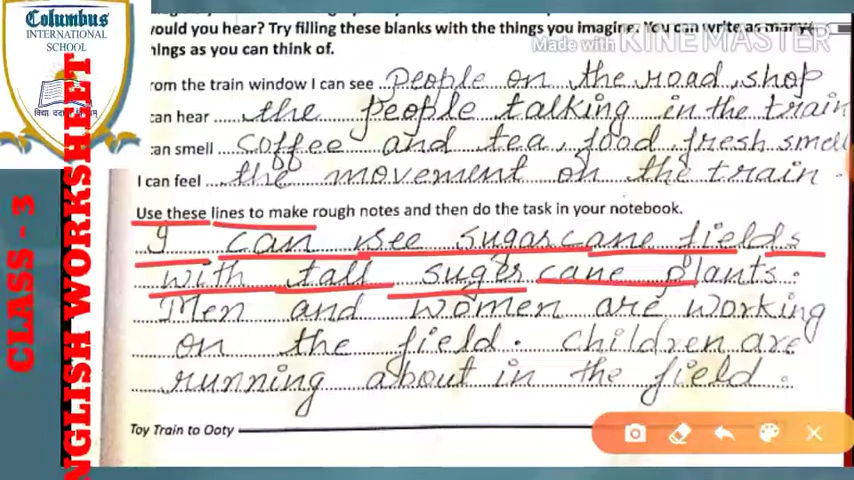 Columbus
INTERNATIONAL
SCHOOL
CLASS - 3
ENGLISH WORKSHEET
Made with KINEMASTER
would you hear? Try filling these blanks with the things you imagine. You can write as many
things as you can think of.
rom the train window I can see people on the road, shop
can hear the people talking in the train
can smell coffee and tea, food fresh smell
I can feel the movement on the train.
Use these lines to make rough notes and then do the task in your notebook.
I can see sugarcane fields
with tall suger cane plants.
Men and women are working
on the field. children are
running about in the field.
Toy Train to Ooty